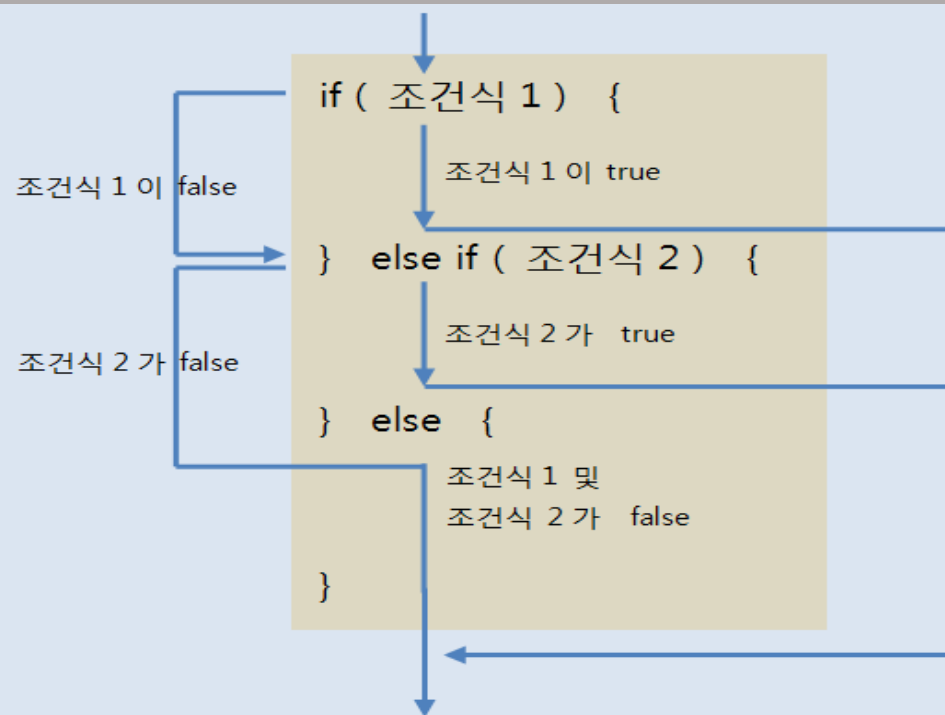 if ( 조건식 1 ) {
조건식 1 이 true
조건식 1 이 false
} else if ( 조건식 2 ) {
조건식 2 가 true
조건식 2 가 false
} else {
조건식 1 및
조건식 2 가 false
}